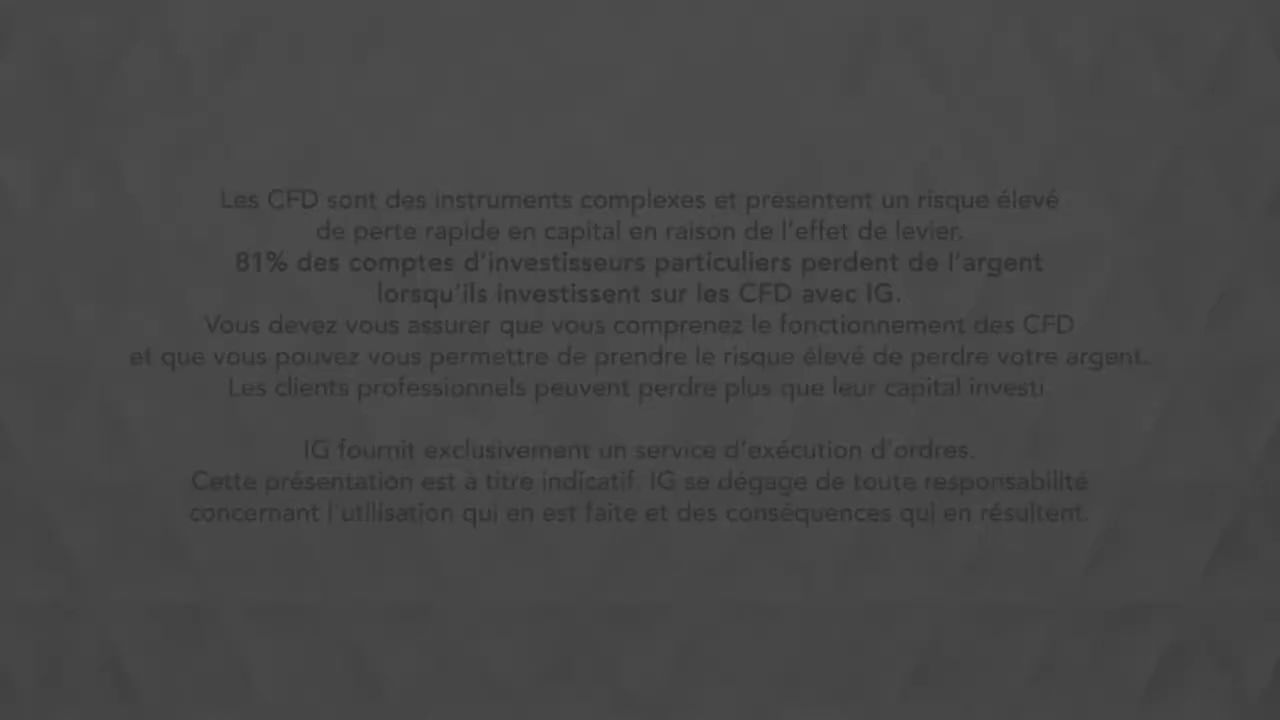 Les CFD sont des instruments complexes et présentent un risque élevé
de perte rapide en capital en raison de l'effet de levier.
81% des comptes d'investisseurs particuliers perdent de l'argent
lorsqu'ils investissent sur les CFD avec IG.
Vous devez vous assurer que vous comprenez le fonctionnement des CFD
et que vous pouvez vous permettre de prendre le risque élevé de perdre votre argent.
Les clients professionnels peuvent perdre plus que leur capital investi.

IG fournit exclusivement un service d'exécution d'ordres.
Cette présentation est à titre indicatif. IG se dégage de toute responsabilité
concernant l'utilisation qui en est faite et des conséquences qui en résultent.